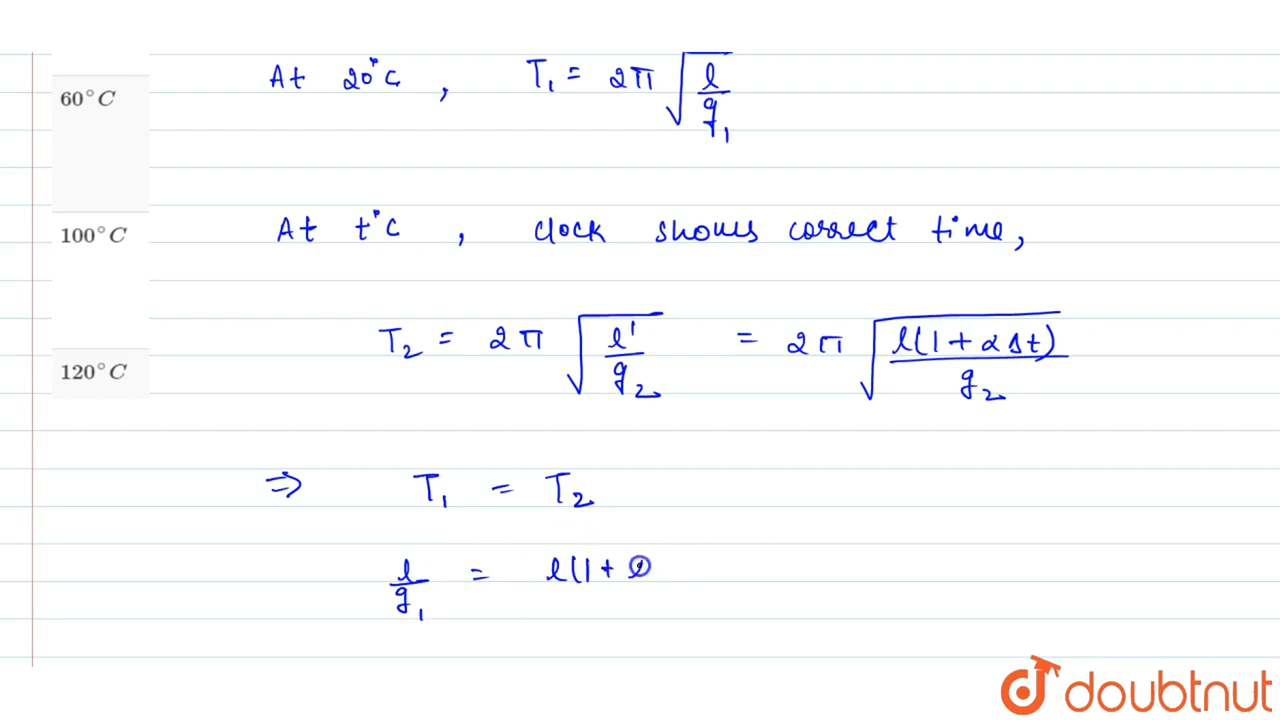 At 20°C , T₁ = 2π √(l/g₁)
60°C
At t°C , clock shows correct time,
100°C
T₂ = 2π √(l'/g₂) = 2π √(l(1+αΔt)/g₂)
120°C
⇒ T₁ = T₂
l/g₁ = l(1+
doubtnut